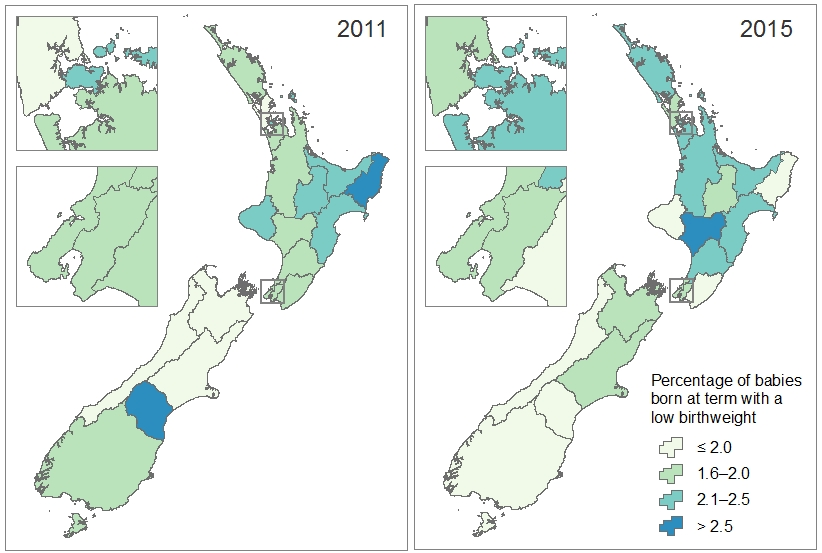 2011
2015
Percentage of babies
born at term with a
low birthweight
≤ 2.0
1.6–2.0
2.1–2.5
> 2.5